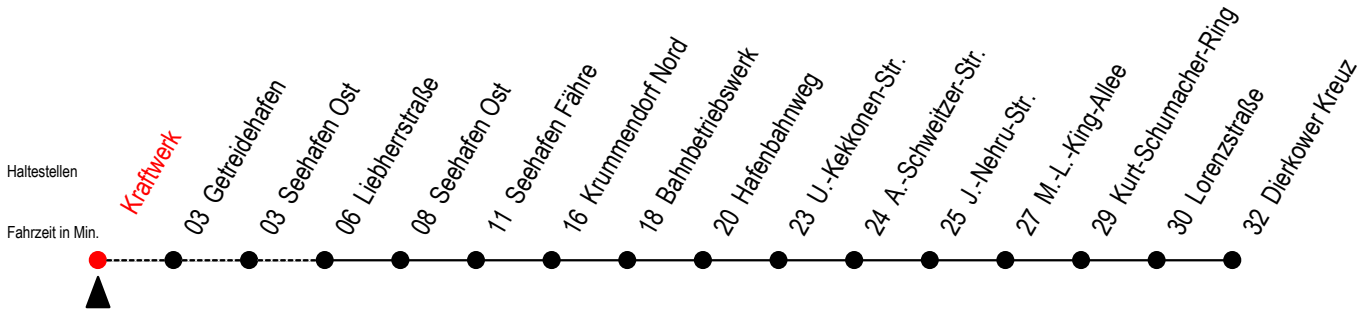 Haltestellen
Fahrzeit in Min.
Kraftwerk
03 Getreidehafen
03 Seehafen Ost
06 Liebherrstraße
08 Seehafen Ost
11 Seehafen Fähre
16 Krummendorf Nord
18 Bahnbetriebswerk
20 Hafenbahnweg
23 U.-Kekkonen-Str.
24 A.-Schweitzer-Str.
25 J.-Nehru-Str.
27 M.-L.-King-Allee
29 Kurt-Schumacher-Ring
30 Lorenzstraße
32 Dierkower Kreuz